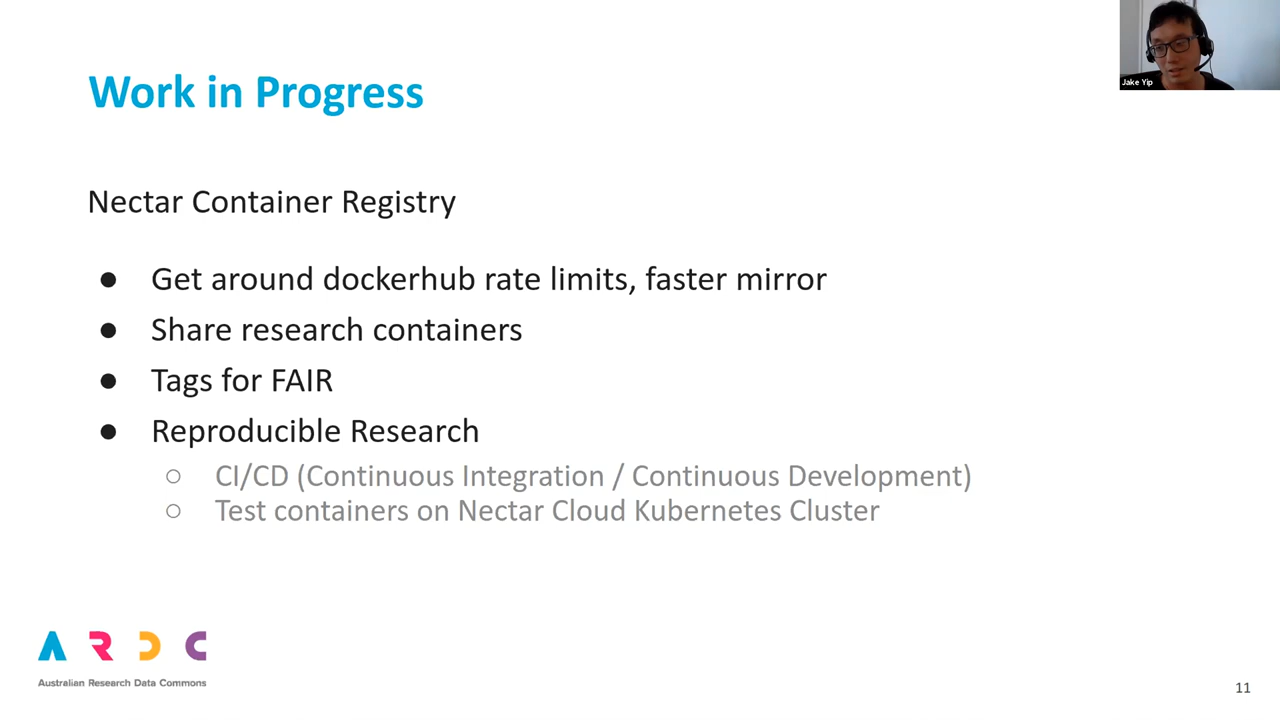 Work in Progress
Jake Yip
Nectar Container Registry
● Get around dockerhub rate limits, faster mirror
● Share research containers
● Tags for FAIR
● Reproducible Research
○ CI/CD (Continuous Integration / Continuous Development)
○ Test containers on Nectar Cloud Kubernetes Cluster
ARDC
Australian Research Data Commons
11